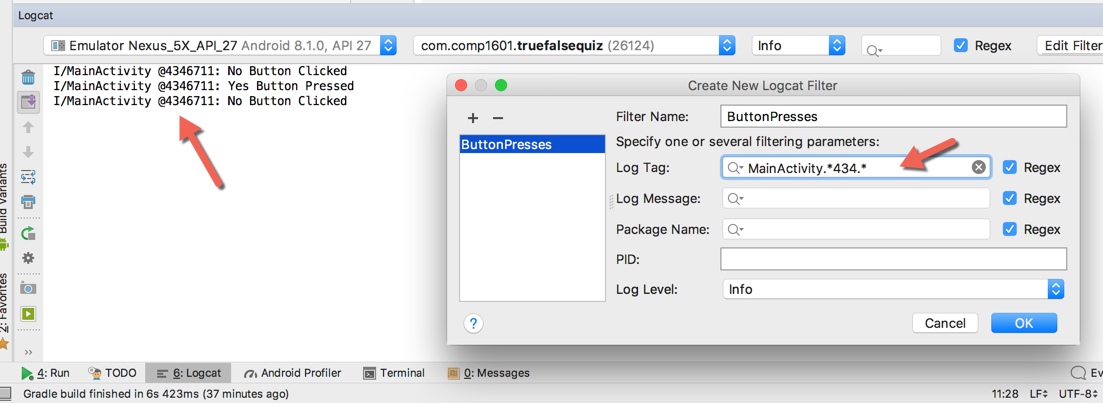 Logcat
Emulator Nexus_5X_API_27 Android 8.1.0, API 27
com.comp1601.truefalsequiz (26124)
Info
Regex
Edit Filter
I/MainActivity @4346711: No Button Clicked
I/MainActivity @4346711: Yes Button Pressed
I/MainActivity @4346711: No Button Clicked
Create New Logcat Filter
ButtonPresses
Filter Name: ButtonPresses
Specify one or several filtering parameters:
Log Tag: MainActivity.*434.* Regex
Log Message: Regex
Package Name: Regex
PID:
Log Level: Info
?
Cancel
OK
Build Variants
2: Favorites
>>
4: Run
TODO
6: Logcat
Android Profiler
Terminal
0: Messages
Ev
Gradle build finished in 6s 423ms (37 minutes ago)
11:28
LF
UTF-8